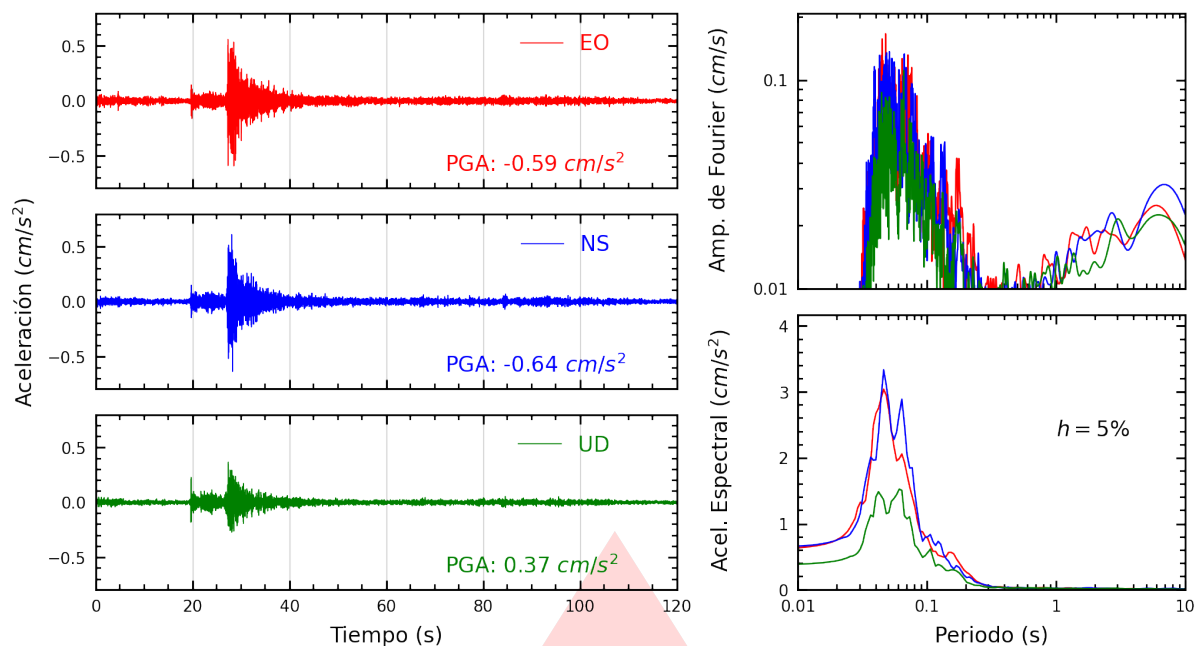 Aceleración (cm/s²)
0.5
0.0
−0.5
EO
PGA: -0.59 cm/s²
0.5
0.0
−0.5
NS
PGA: -0.64 cm/s²
0.5
0.0
−0.5
UD
PGA: 0.37 cm/s²
0 20 40 60 80 100 120
Tiempo (s)
Amp. de Fourier (cm/s)
0.1
0.01
Acel. Espectral (cm/s²)
4
3
2
1
0
h = 5%
0.01 0.1 1 10
Periodo (s)